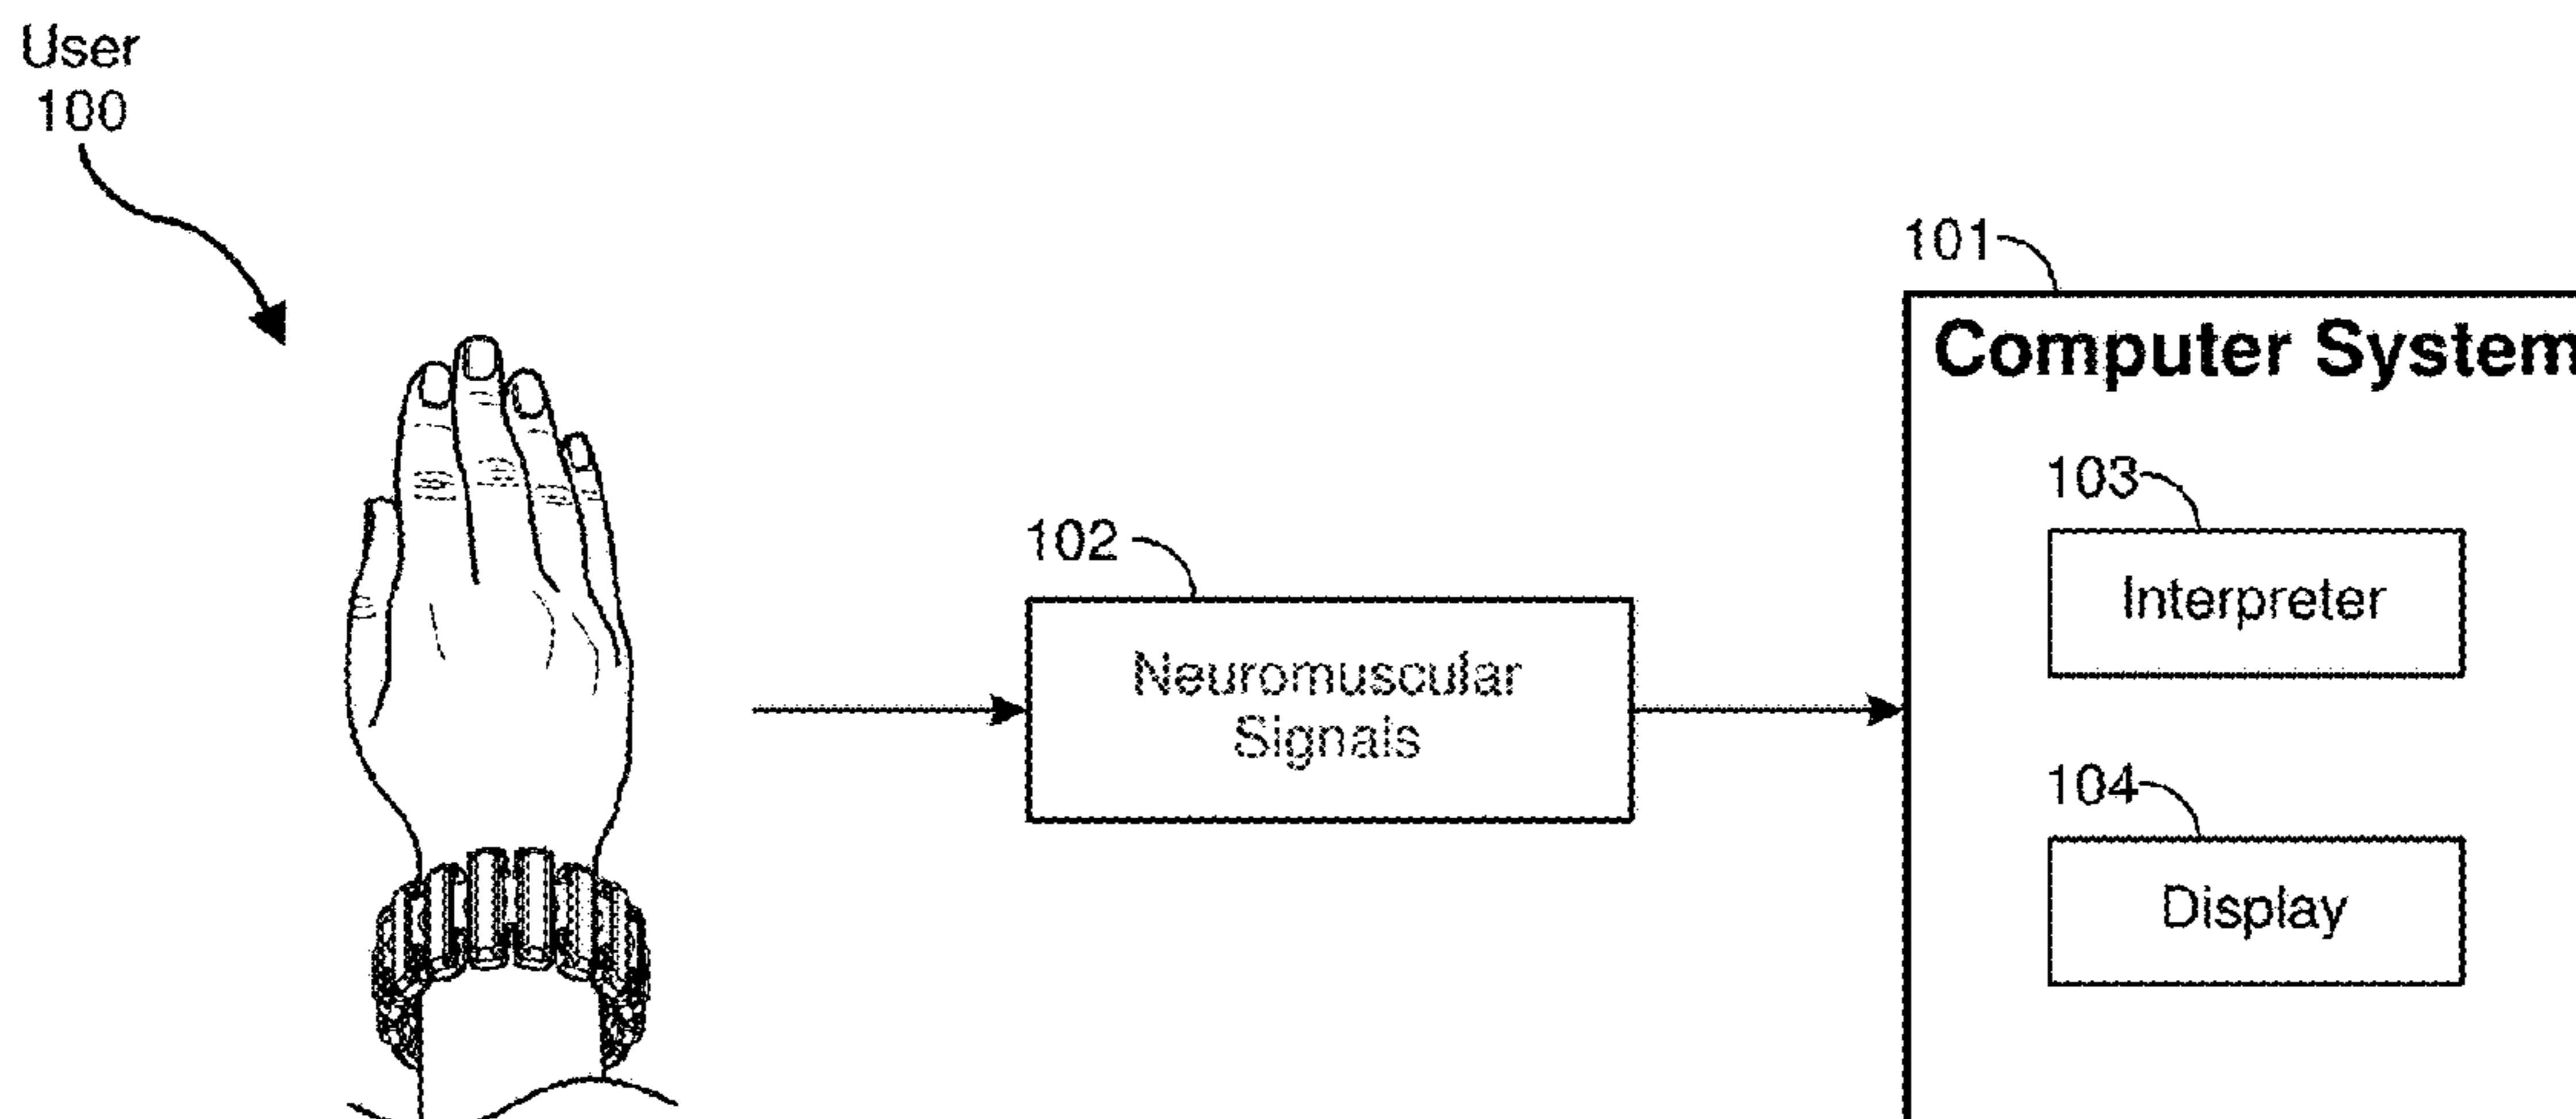 User
100
101
Computer System
103
Interpreter
102
Neuromuscular
Signals
104
Display